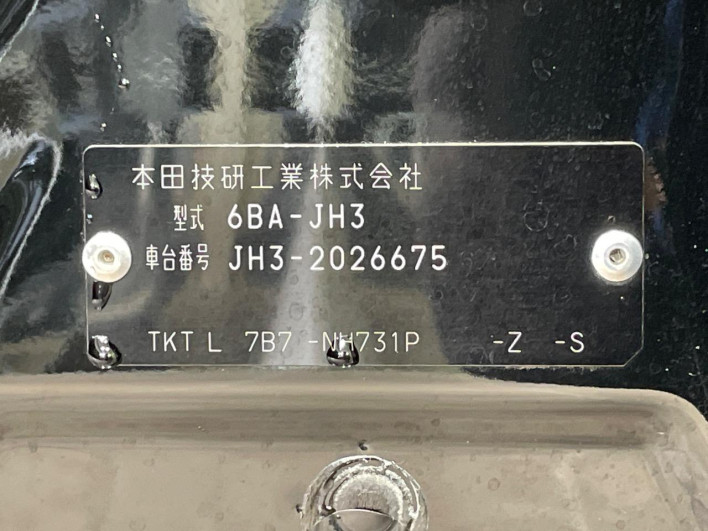 本田技研工業株式会社
型式 6BA-JH3
車台番号 JH3-2026675
TKT L 7B7 -NH731P -Z -S